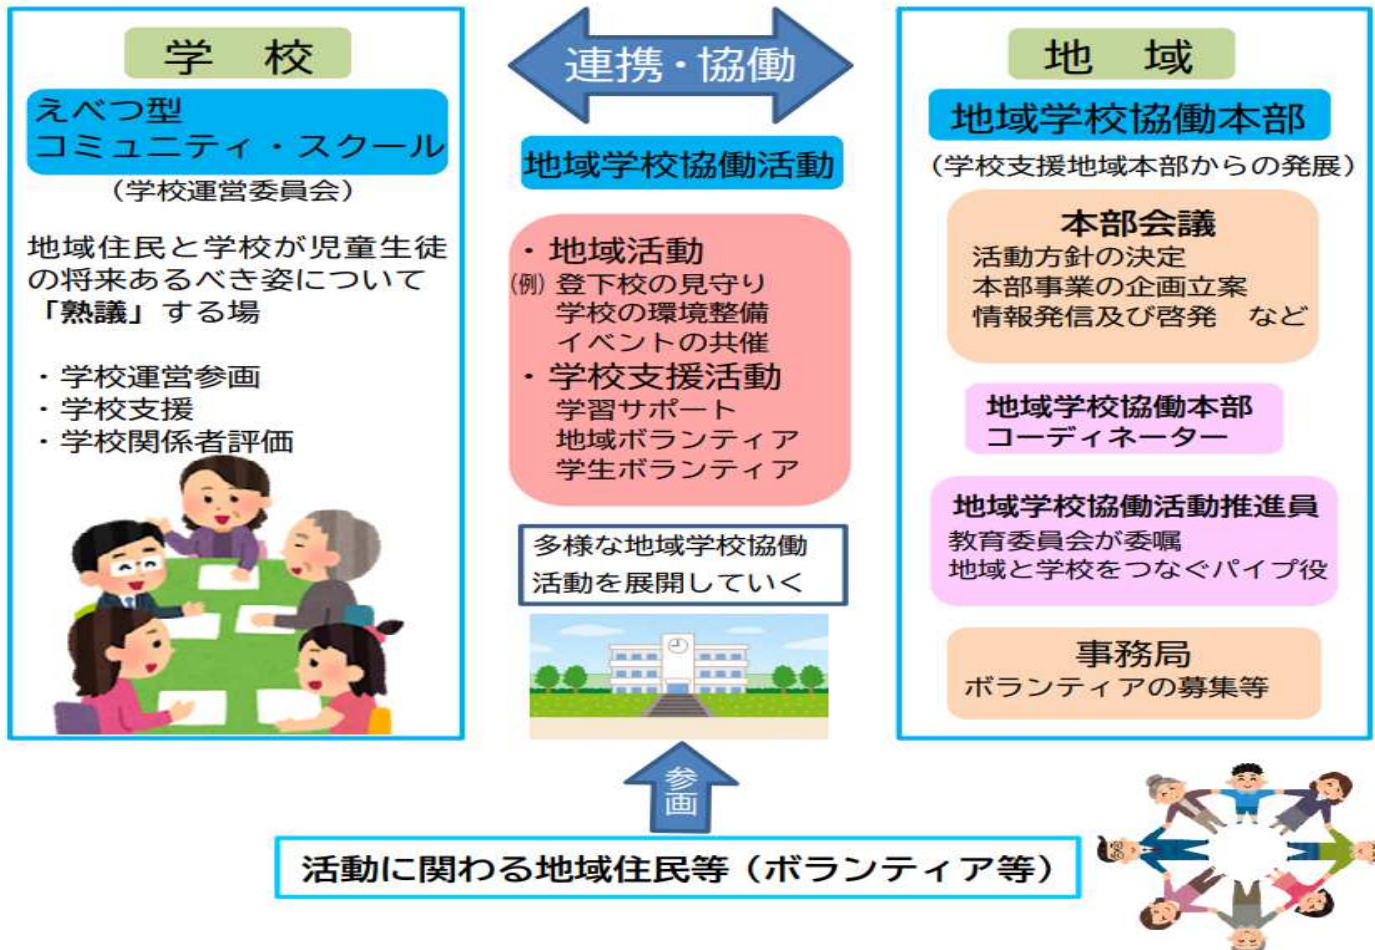 学　校
えべつ型
コミュニティ・スクール
（学校運営委員会）
地域住民と学校が児童生徒
の将来あるべき姿について
「熟議」する場
・学校運営参画
・学校支援
・学校関係者評価
連携・協働
地域学校協働活動
・地域活動
(例) 登下校の見守り
学校の環境整備
イベントの共催
・学校支援活動
学習サポート
地域ボランティア
学生ボランティア
多様な地域学校協働
活動を展開していく
地　域
地域学校協働本部
（学校支援地域本部からの発展）
本部会議
活動方針の決定
本部事業の企画立案
情報発信及び啓発　など
地域学校協働本部
コーディネーター
地域学校協働活動推進員
教育委員会が委嘱
地域と学校をつなぐパイプ役
事務局
ボランティアの募集等
参画
活動に関わる地域住民等（ボランティア等）